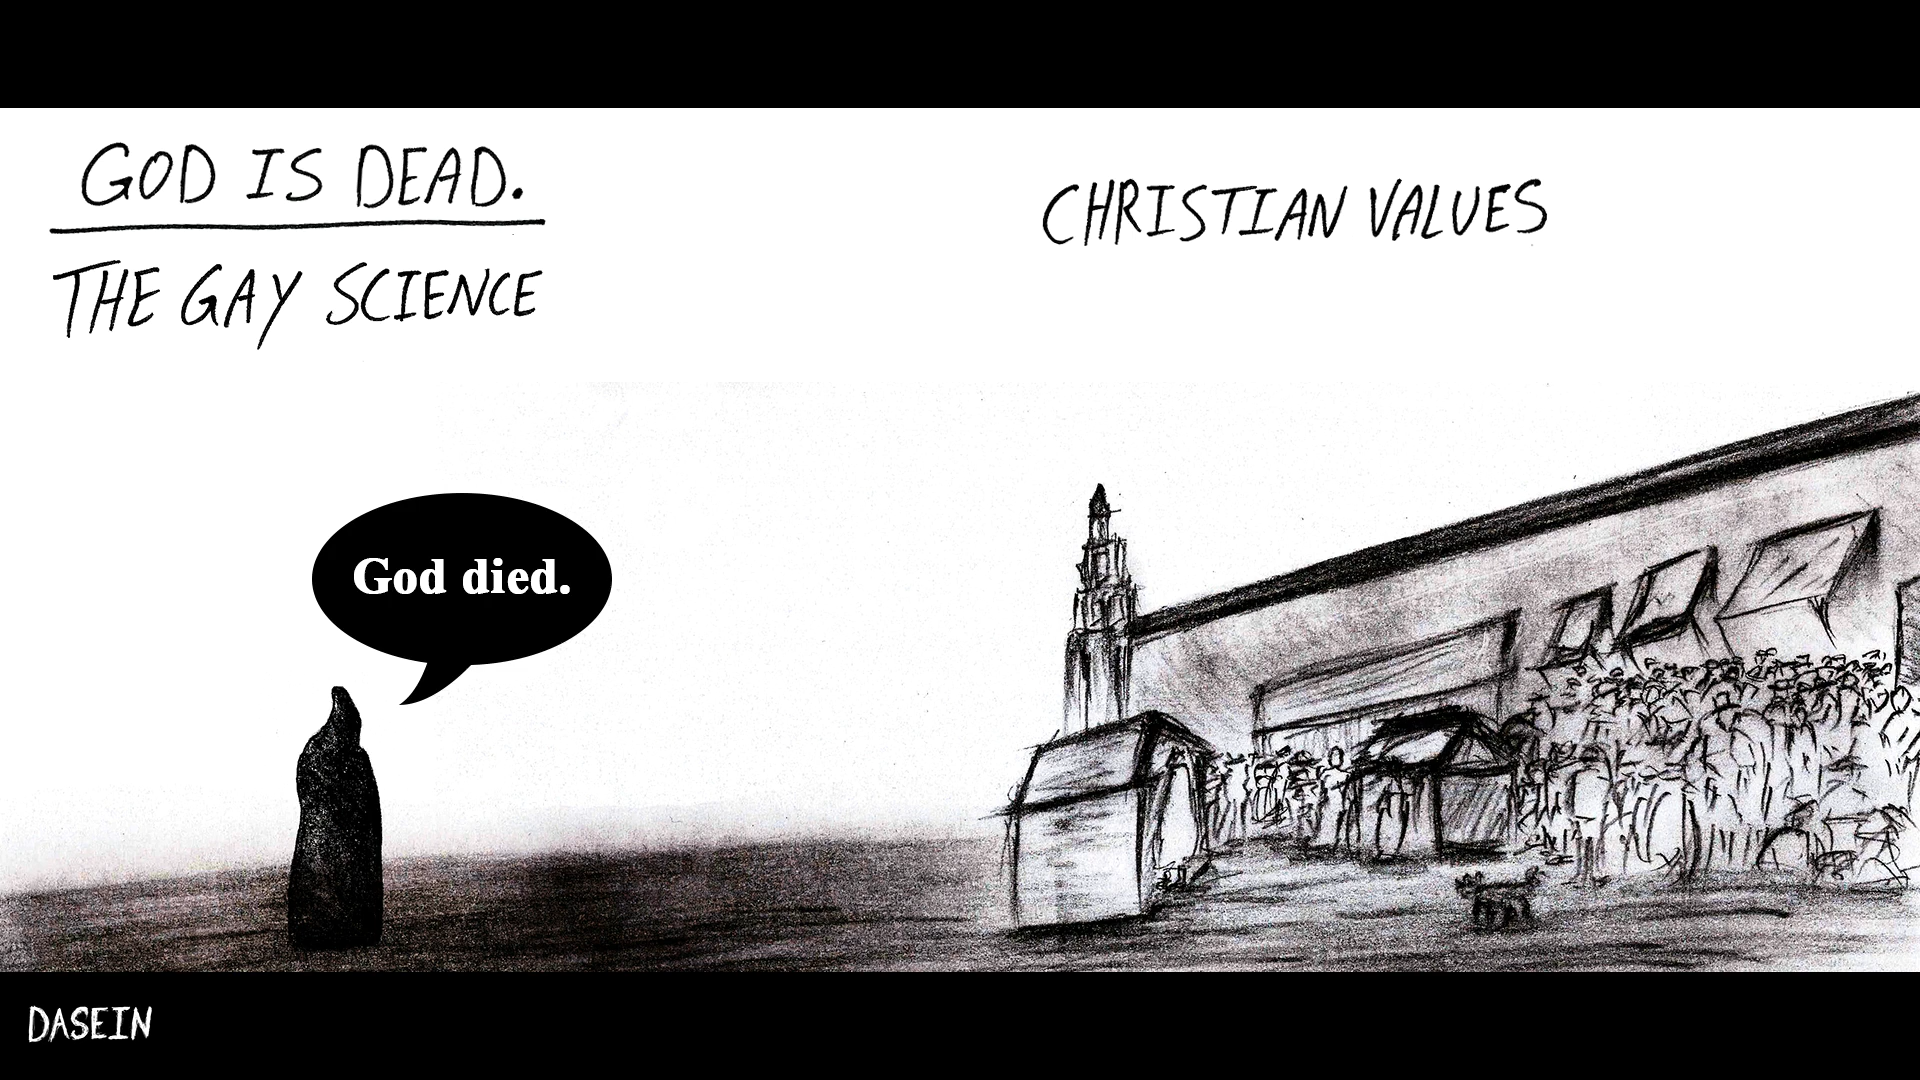 GOD IS DEAD.
THE GAY SCIENCE
CHRISTIAN VALUES
God died.
DASEIN